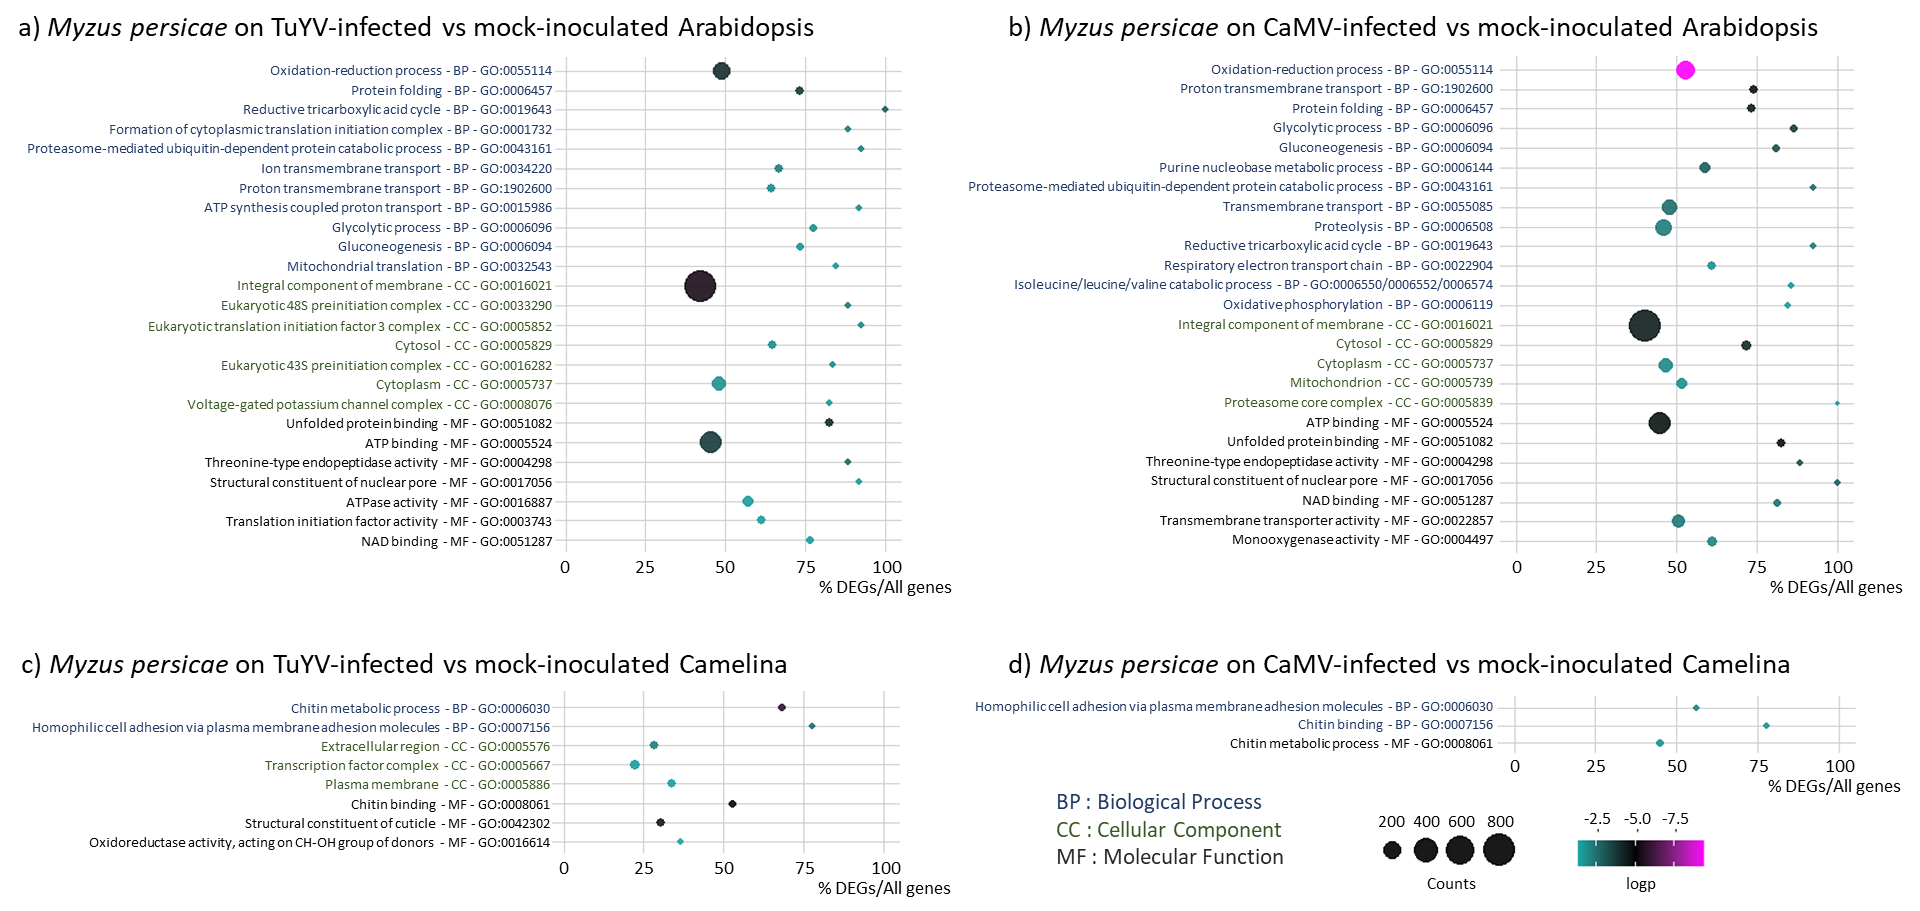 a) Myzus persicae on TuYV-infected vs mock-inoculated Arabidopsis
Oxidation-reduction process - BP - GO:0055114
Protein folding - BP - GO:0006457
Reductive tricarboxylic acid cycle - BP - GO:0019643
Formation of cytoplasmic translation initiation complex - BP - GO:0001732
Proteasome-mediated ubiquitin-dependent protein catabolic process - BP - GO:0043161
Ion transmembrane transport - BP - GO:0034220
Proton transmembrane transport - BP - GO:1902600
ATP synthesis coupled proton transport - BP - GO:0015986
Glycolytic process - BP - GO:0006096
Gluconeogenesis - BP - GO:0006094
Mitochondrial translation - BP - GO:0032543
Integral component of membrane - CC - GO:0016021
Eukaryotic 48S preinitiation complex - CC - GO:0033290
Eukaryotic translation initiation factor 3 complex - CC - GO:0005852
Cytosol - CC - GO:0005829
Eukaryotic 43S preinitiation complex - CC - GO:0016282
Cytoplasm - CC - GO:0005737
Voltage-gated potassium channel complex - CC - GO:0008076
Unfolded protein binding - MF - GO:0051082
ATP binding - MF - GO:0005524
Threonine-type endopeptidase activity - MF - GO:0004298
Structural constituent of nuclear pore - MF - GO:0017056
ATPase activity - MF - GO:0016887
Translation initiation factor activity - MF - GO:0003743
NAD binding - MF - GO:0051287
0 25 50 75 100
% DEGs/All genes
b) Myzus persicae on CaMV-infected vs mock-inoculated Arabidopsis
Oxidation-reduction process - BP - GO:0055114
Proton transmembrane transport - BP - GO:1902600
Protein folding - BP - GO:0006457
Glycolytic process - BP - GO:0006096
Gluconeogenesis - BP - GO:0006094
Purine nucleobase metabolic process - BP - GO:0006144
Proteasome-mediated ubiquitin-dependent protein catabolic process - BP - GO:0043161
Transmembrane transport - BP - GO:0055085
Proteolysis - BP - GO:0006508
Reductive tricarboxylic acid cycle - BP - GO:0019643
Respiratory electron transport chain - BP - GO:0022904
Isoleucine/leucine/valine catabolic process - BP - GO:0006550/0006552/0006574
Oxidative phosphorylation - BP - GO:0006119
Integral component of membrane - CC - GO:0016021
Cytosol - CC - GO:0005829
Cytoplasm - CC - GO:0005737
Mitochondrion - CC - GO:0005739
Proteasome core complex - CC - GO:0005839
ATP binding - MF - GO:0005524
Unfolded protein binding - MF - GO:0051082
Threonine-type endopeptidase activity - MF - GO:0004298
Structural constituent of nuclear pore - MF - GO:0017056
NAD binding - MF - GO:0051287
Transmembrane transporter activity - MF - GO:0022857
Monooxygenase activity - MF - GO:0004497
0 25 50 75 100
% DEGs/All genes
c) Myzus persicae on TuYV-infected vs mock-inoculated Camelina
Chitin metabolic process - BP - GO:0006030
Homophilic cell adhesion via plasma membrane adhesion molecules - BP - GO:0007156
Extracellular region - CC - GO:0005576
Transcription factor complex - CC - GO:0005667
Plasma membrane - CC - GO:0005886
Chitin binding - MF - GO:0008061
Structural constituent of cuticle - MF - GO:0042302
Oxidoreductase activity, acting on CH-OH group of donors - MF - GO:0016614
0 25 50 75 100
% DEGs/All genes
d) Myzus persicae on CaMV-infected vs mock-inoculated Camelina
Homophilic cell adhesion via plasma membrane adhesion molecules - BP - GO:0006030
Chitin binding - BP - GO:0007156
Chitin metabolic process - MF - GO:0008061
0 25 50 75 100
% DEGs/All genes
BP : Biological Process
CC : Cellular Component
MF : Molecular Function
200 400 600 800
Counts
-2.5 -5.0 -7.5
logp